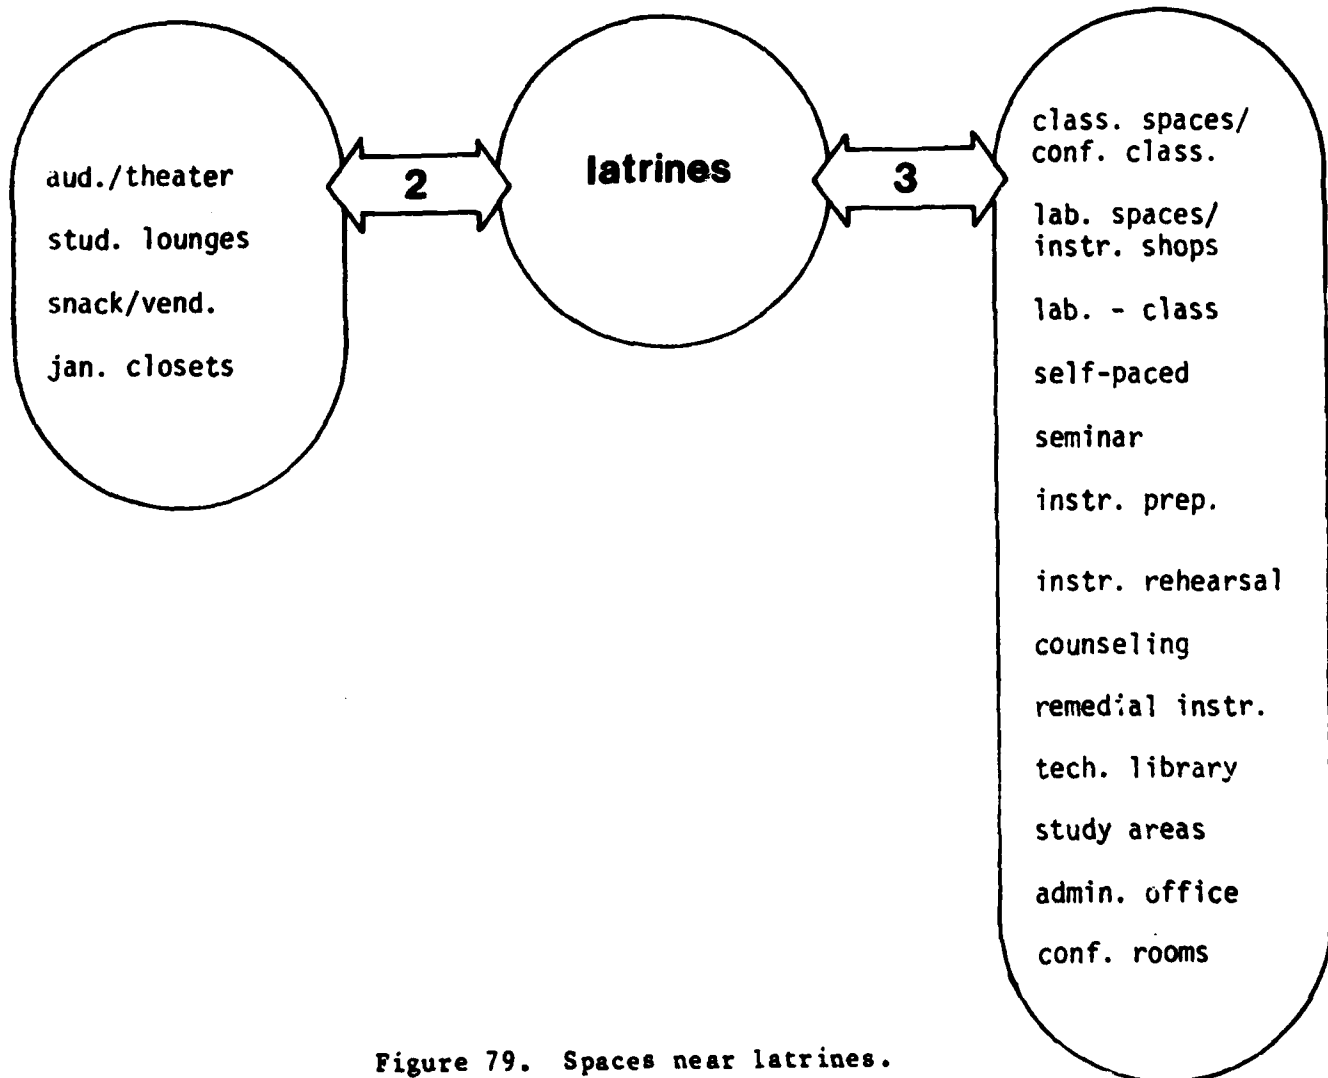 aud./theater
stud. lounges
snack/vend.
jan. closets
2
latrines
3
class. spaces/
conf. class.
lab. spaces/
instr. shops
lab. - class
self-paced
seminar
instr. prep.
instr. rehearsal
counseling
remedial instr.
tech. library
study areas
admin. office
conf. rooms
Figure 79. Spaces near latrines.